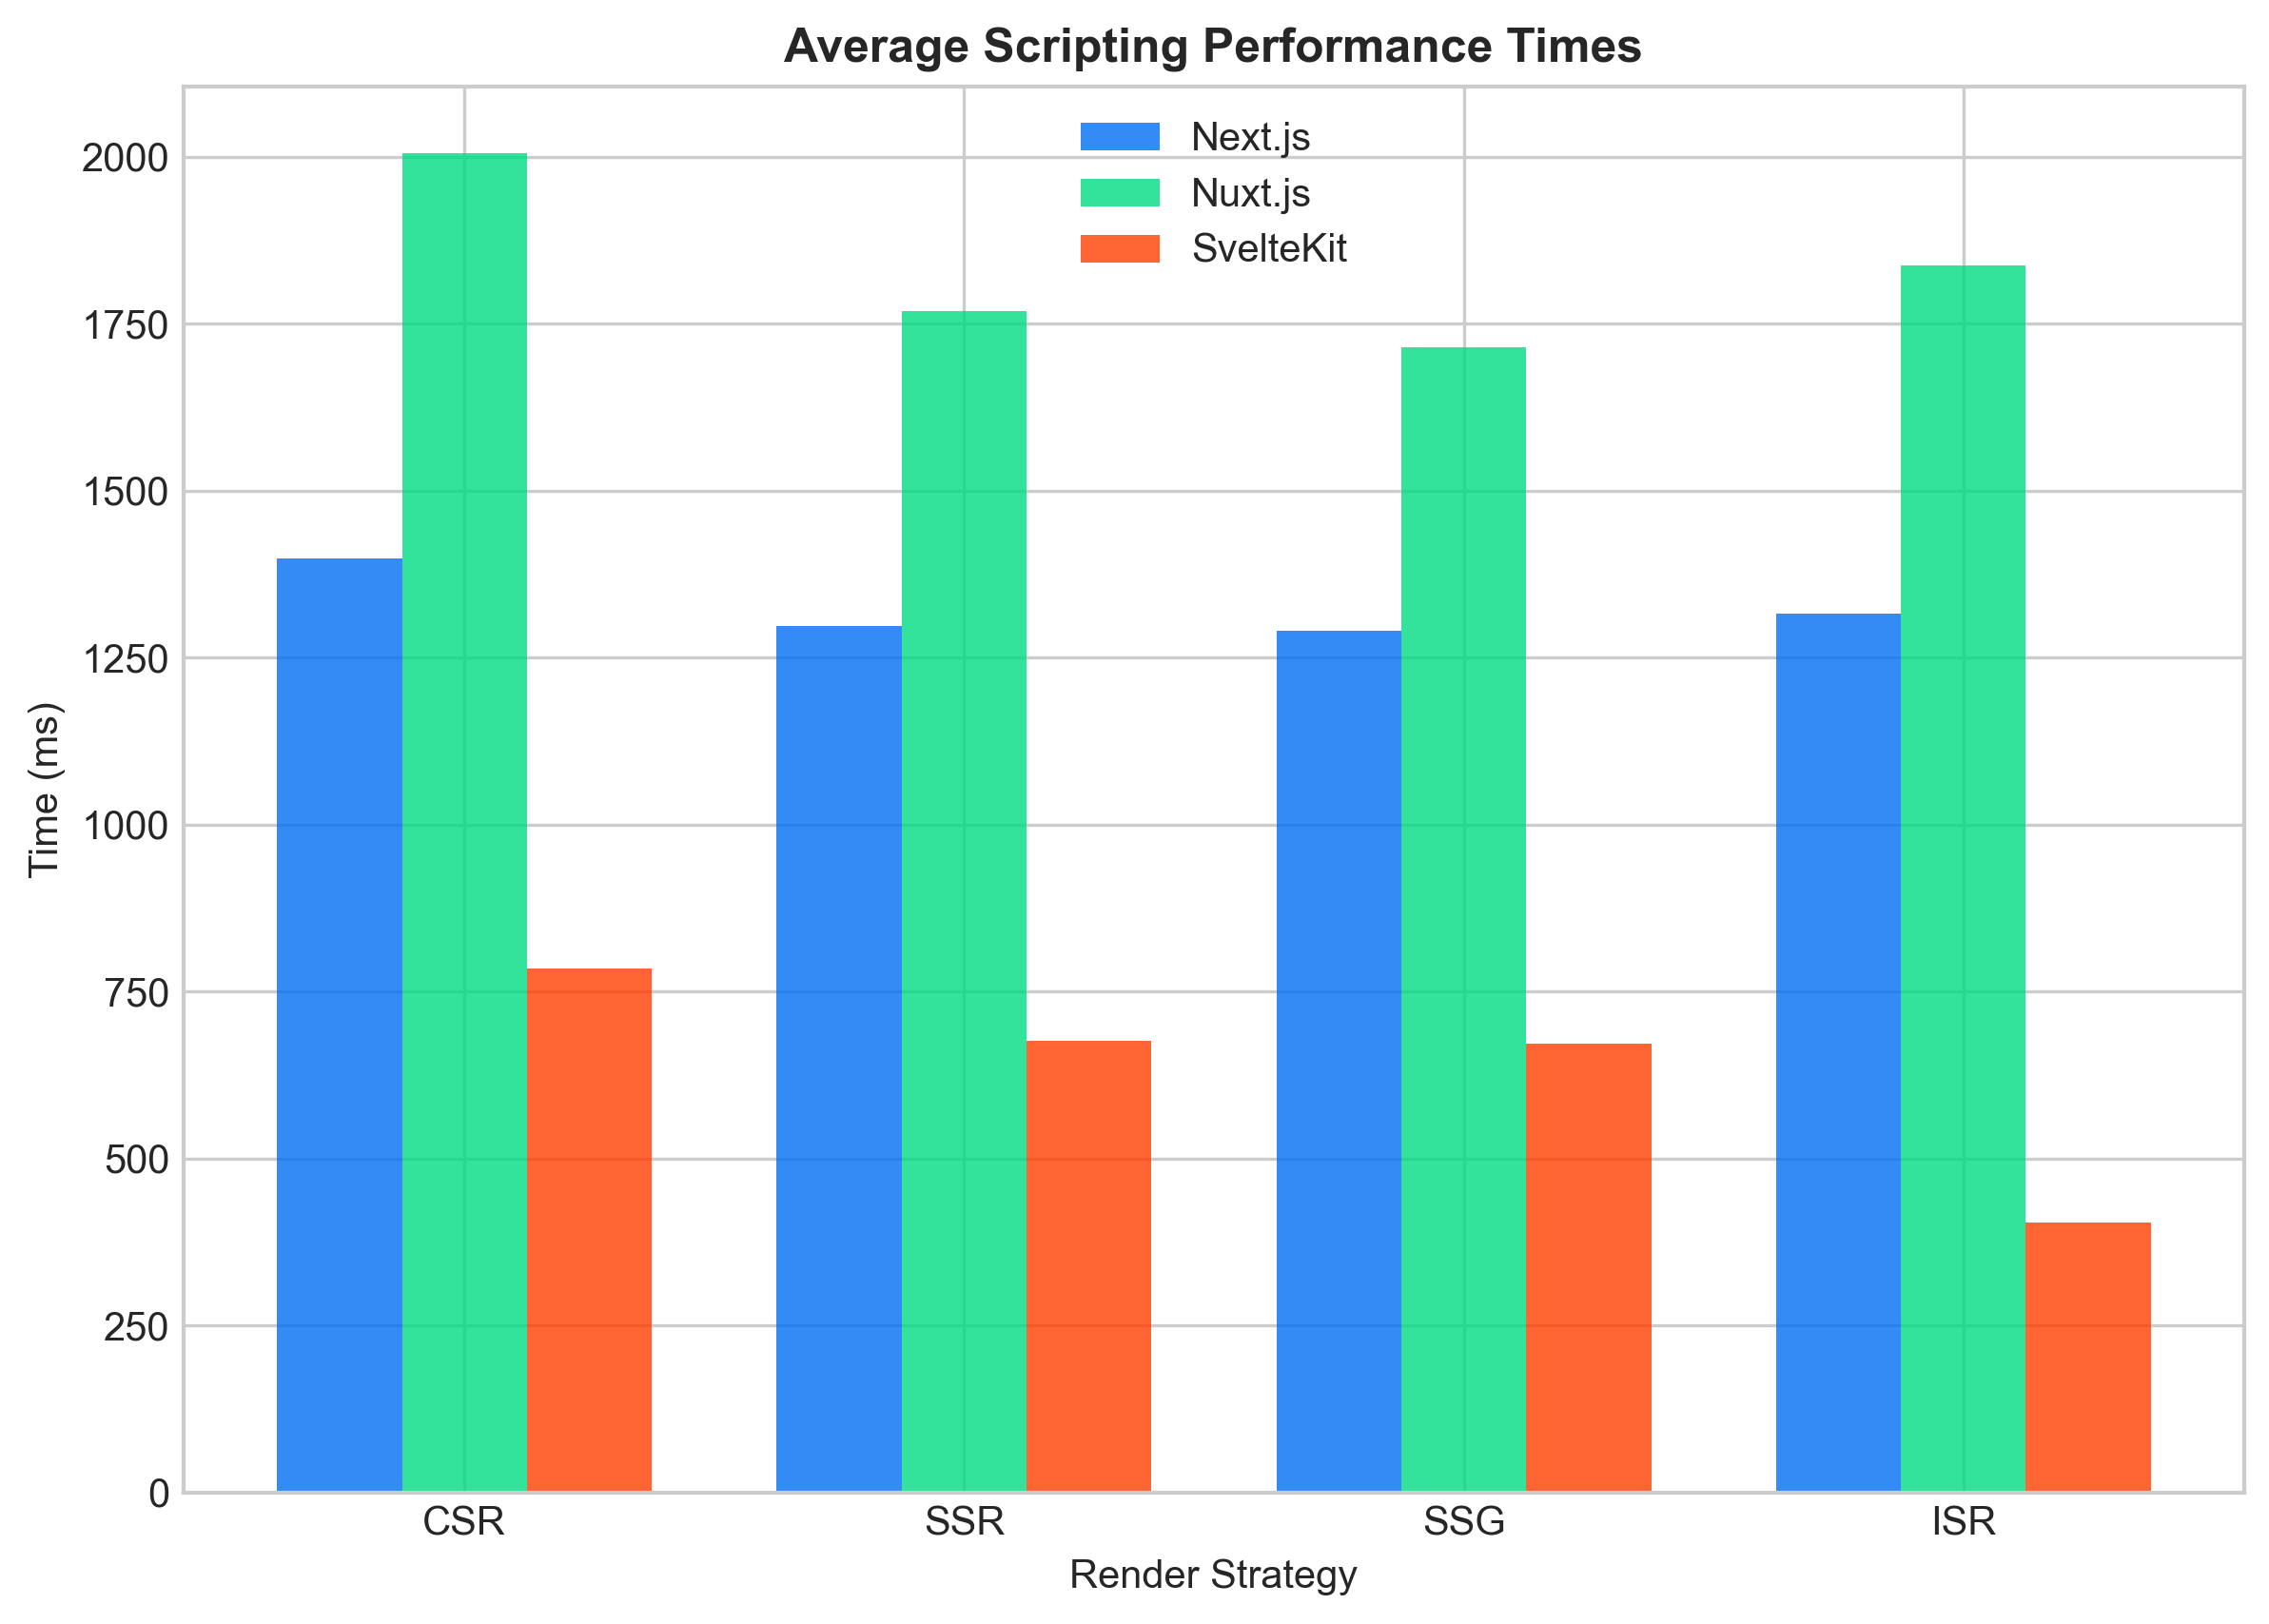 Average Scripting Performance Times
Next.js
Nuxt.js
SvelteKit
2000
1750
1500
1250
1000
750
500
250
0
Time (ms)
CSR SSR SSG ISR
Render Strategy